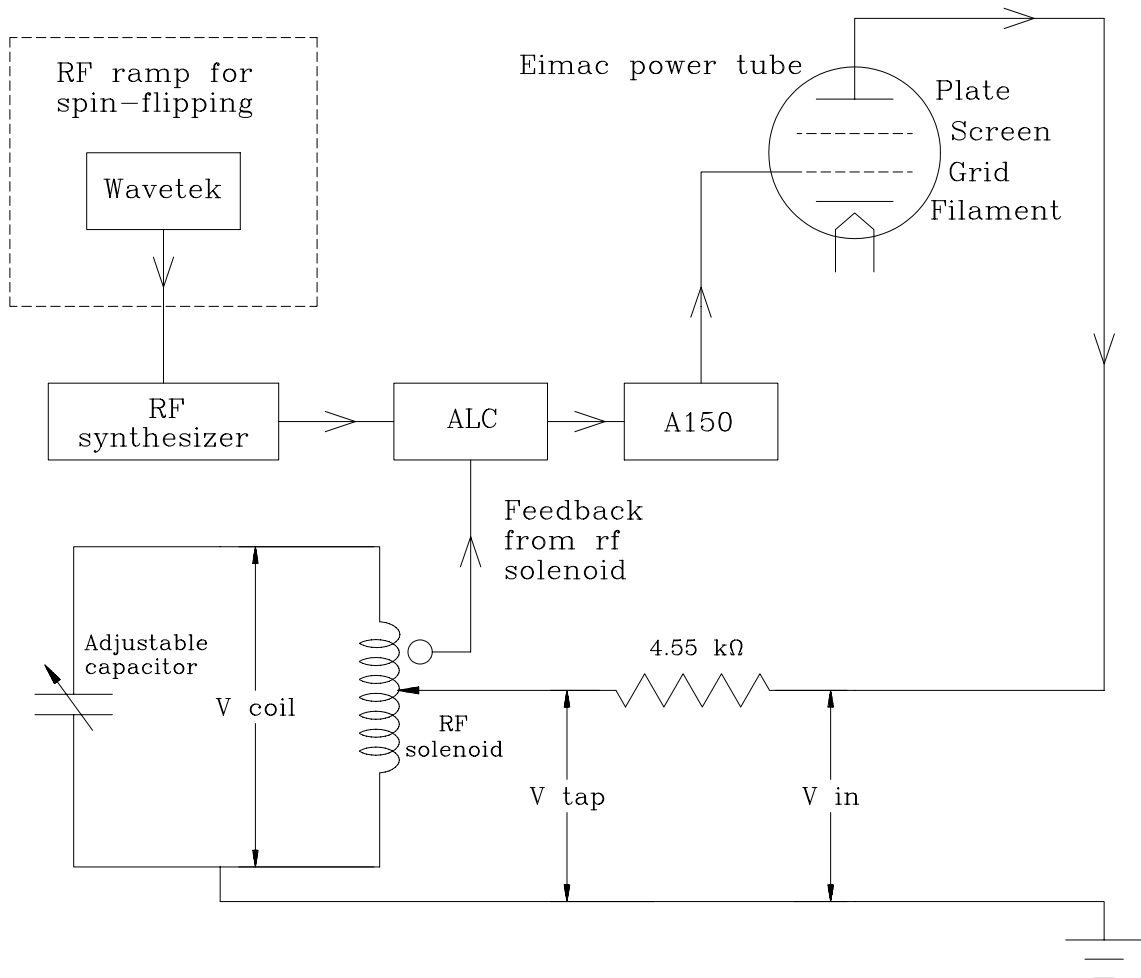 Eimac power tube
RF ramp for
spin-flipping
Plate
Screen
Wavetek
Grid
Filament
RF
synthesizer
ALC
A150
Feedback
from rf
solenoid
Adjustable
capacitor
4.55 kΩ
V coil
RF
solenoid
V tap
V in